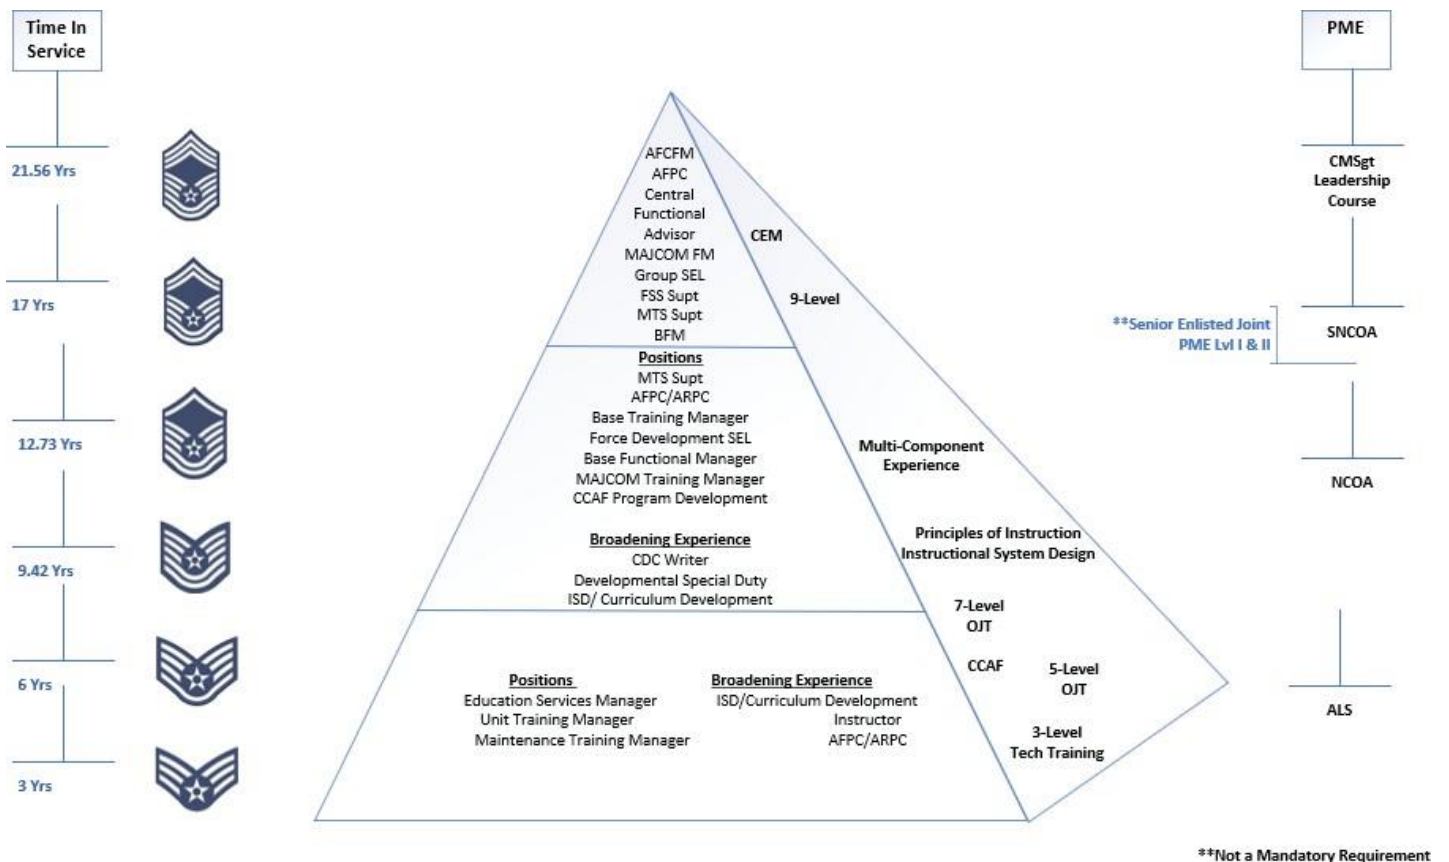 Time In
Service
21.56 Yrs
17 Yrs
12.73 Yrs
9.42 Yrs
6 Yrs
3 Yrs
AFCFM
AFPC
Central
Functional
Advisor
MAJCOM FM
Group SEL
FSS Supt
MTS Supt
BFM
Positions
MTS Supt
AFPC/ARPC
Base Training Manager
Force Development SEL
Base Functional Manager
MAJCOM Training Manager
CCAF Program Development
Broadening Experience
CDC Writer
Developmental Special Duty
ISD/ Curriculum Development
Positions
Education Services Manager
Unit Training Manager
Maintenance Training Manager
Broadening Experience
ISD/Curriculum Development
Instructor
AFPC/ARPC
CEM
9-Level
Multi-Component
Experience
Principles of Instruction
Instructional System Design
7-Level
OJT
CCAF
5-Level
OJT
3-Level
Tech Training
PME
CMSgt
Leadership
Course
**Senior Enlisted Joint
PME Lvl I & II
SNCOA
NCOA
ALS
**Not a Mandatory Requirement